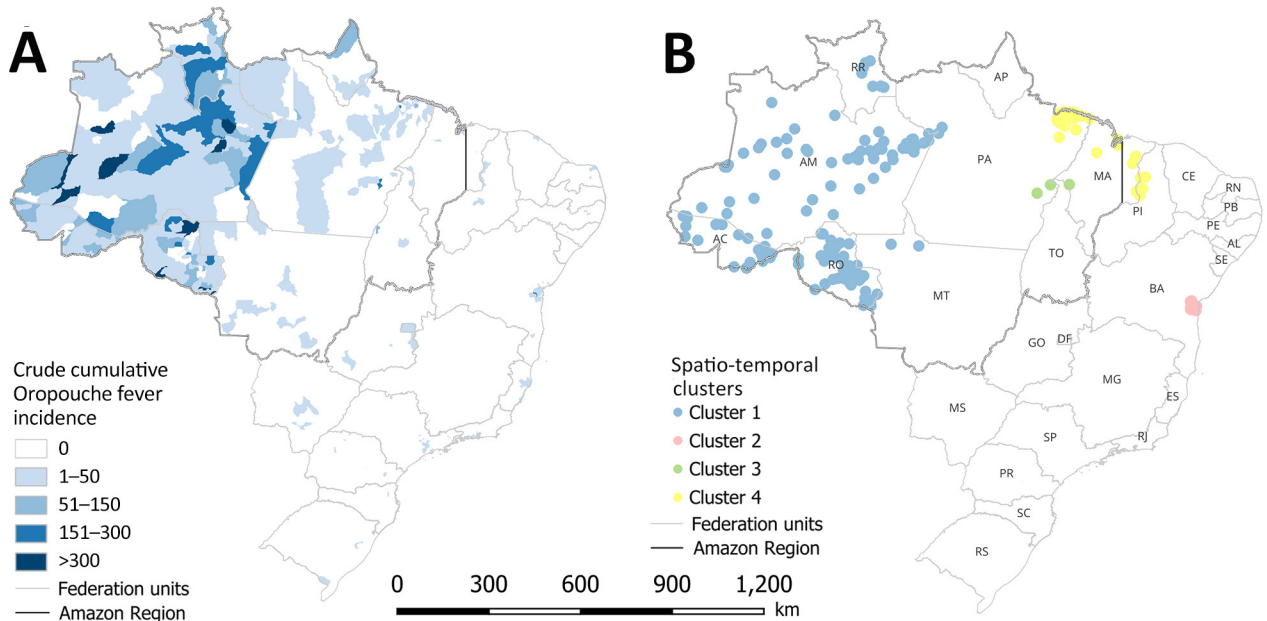 A
Crude cumulative
Oropouche fever
incidence
0
1–50
51–150
151–300
>300
Federation units
Amazon Region
B
RR
AP
AM
PA
MA
CE
RN
PB
PI
PE
AL
SE
AC
RO
TO
MT
BA
GO
DF
MG
ES
MS
SP
RJ
PR
SC
RS
Spatio-temporal
clusters
Cluster 1
Cluster 2
Cluster 3
Cluster 4
Federation units
Amazon Region
0 300 600 900 1,200
km